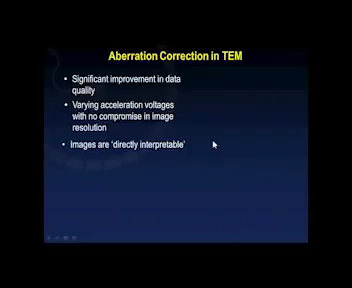 Aberration Correction in TEM
• Significant improvement in data
quality
• Varying acceleration voltages
with no compromise in image
resolution
• Images are 'directly interpretable'